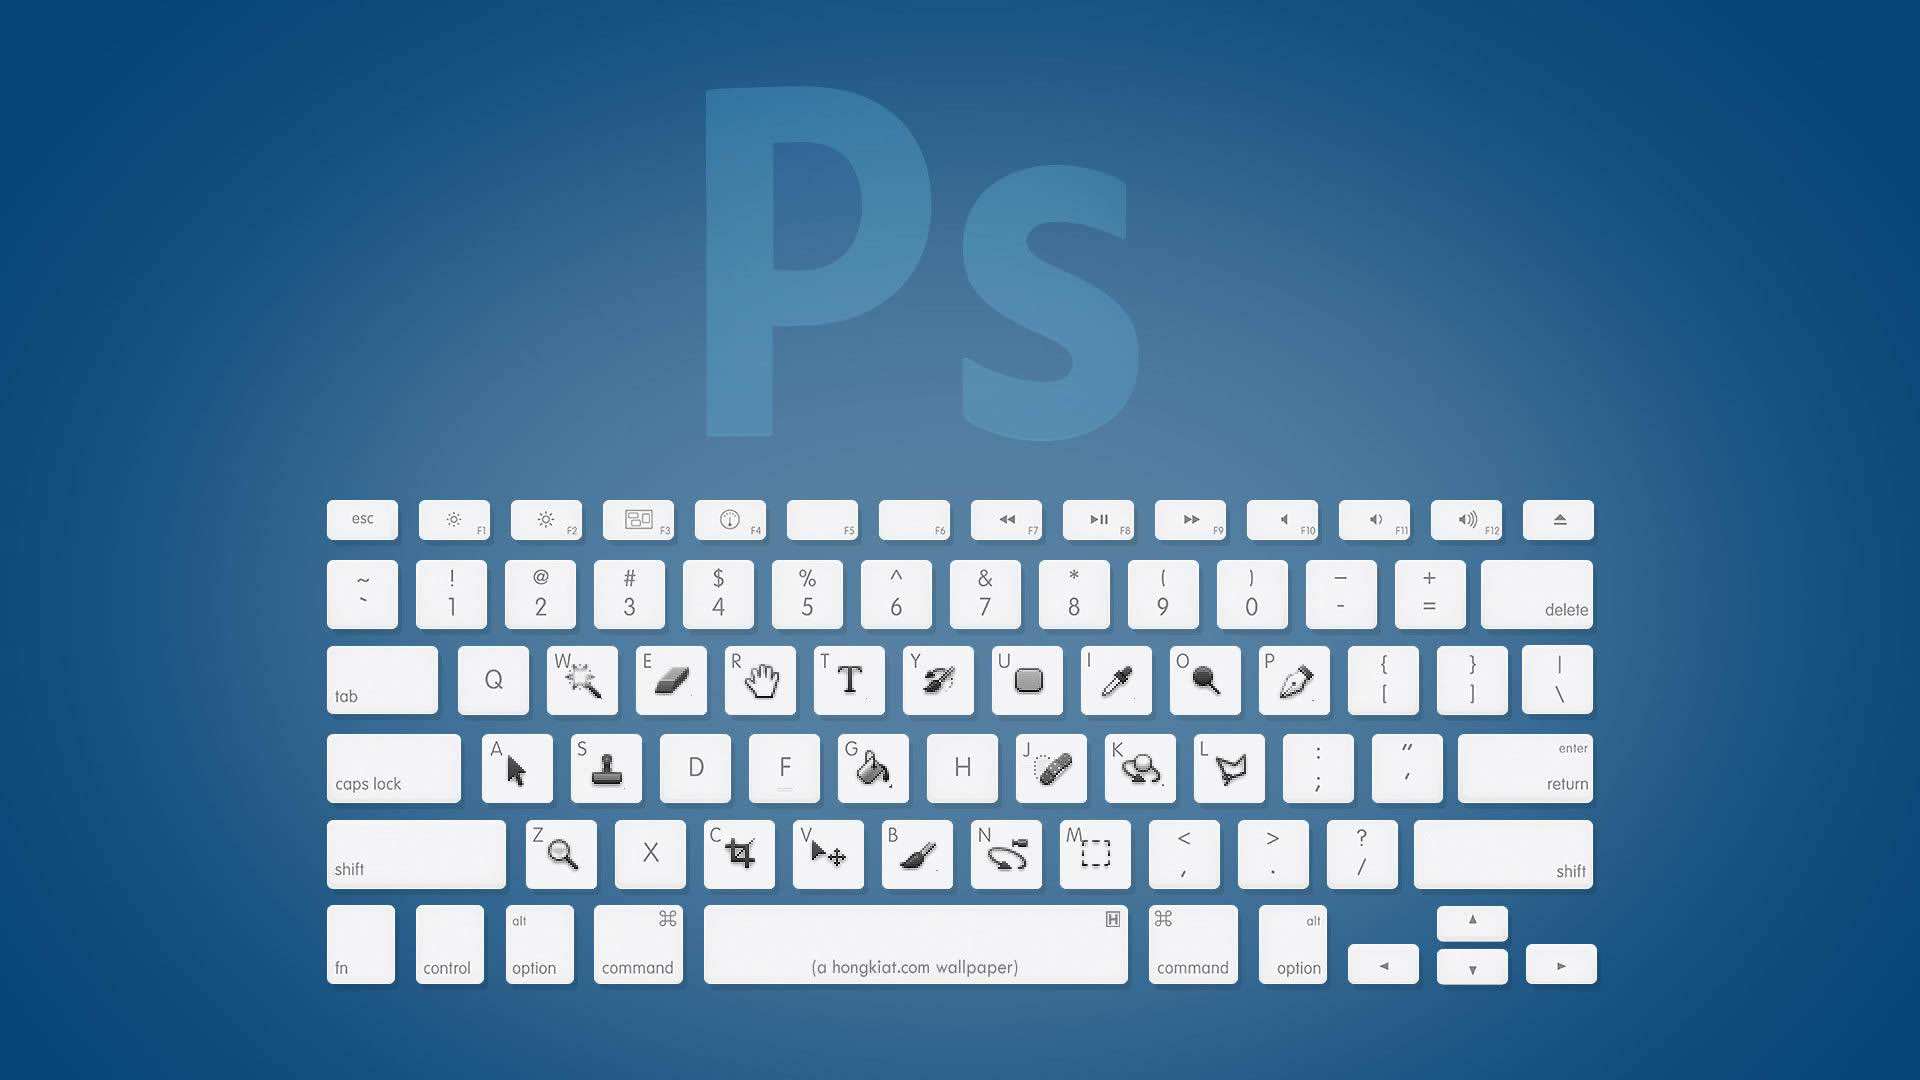 Ps
esc F1 F2 F3 F4 F5 F6 F7 F8 F9 F10 F11 F12
~ ! @ # $ % ^ & * ( ) — +
` 1 2 3 4 5 6 7 8 9 0 - = delete
tab Q W E R T Y U I O P { } |
[ ] \
caps lock A S D F G H J K L : “ enter
; ‘ return
shift Z X C V B N M < > ? shift
, . /
alt ⌘ H ⌘ alt
fn control option command (a hongkiat.com wallpaper) command option